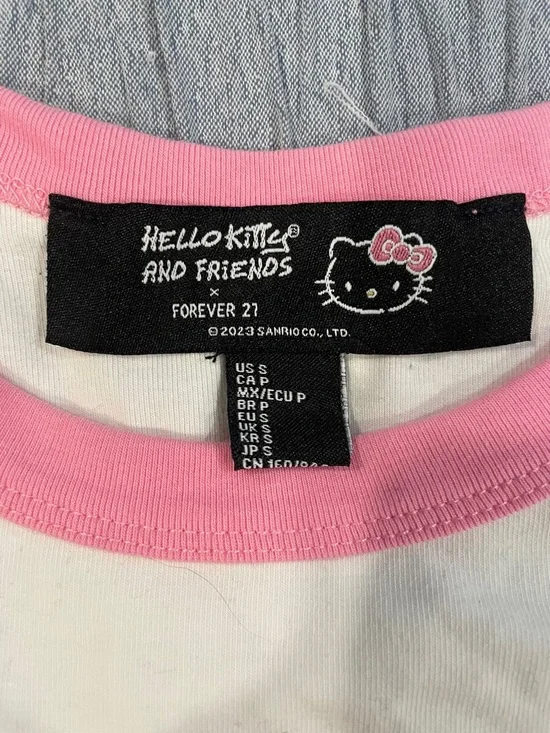 HELLO KITTY®
AND FRIENDS
×
FOREVER 21
© 2023 SANRIO CO., LTD.
US S
CA P
MX/ECU P
BR P
EU S
UK S
KR S
JP S
CN